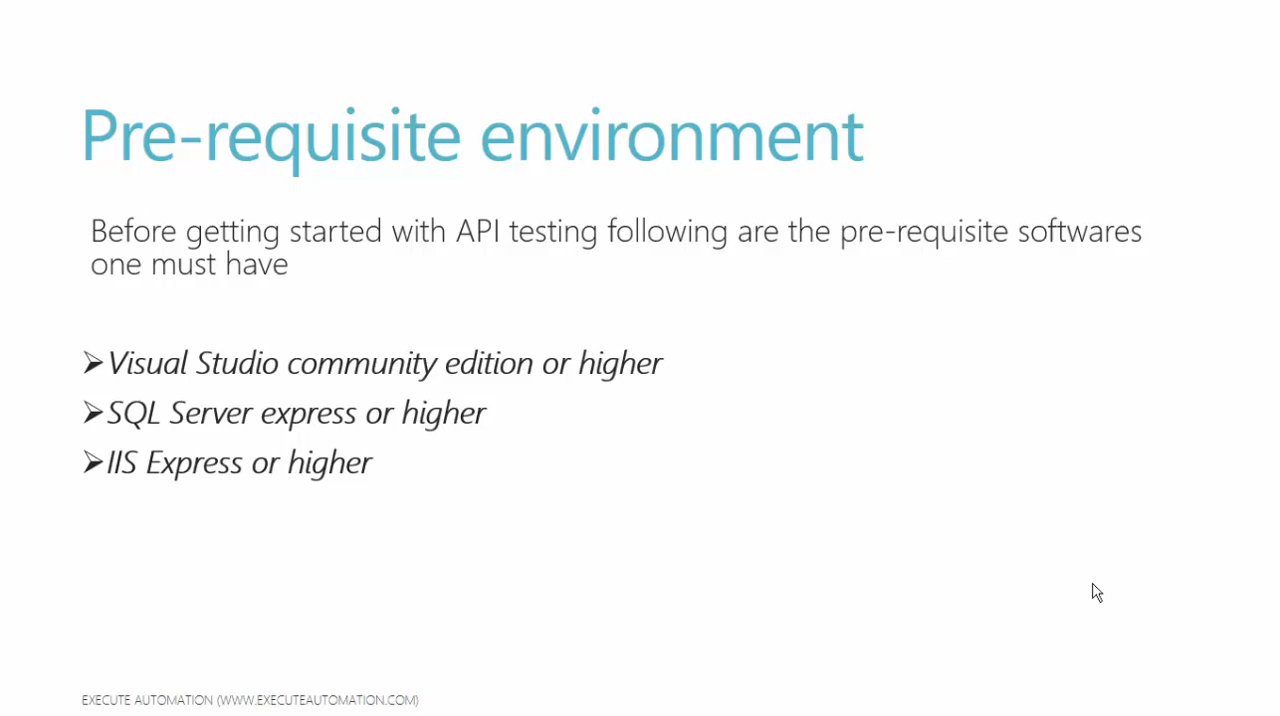 Pre-requisite environment
Before getting started with API testing following are the pre-requisite softwares
one must have
➢Visual Studio community edition or higher
➢SQL Server express or higher
➢IIS Express or higher
EXECUTE AUTOMATION (WWW.EXECUTEAUTOMATION.COM)